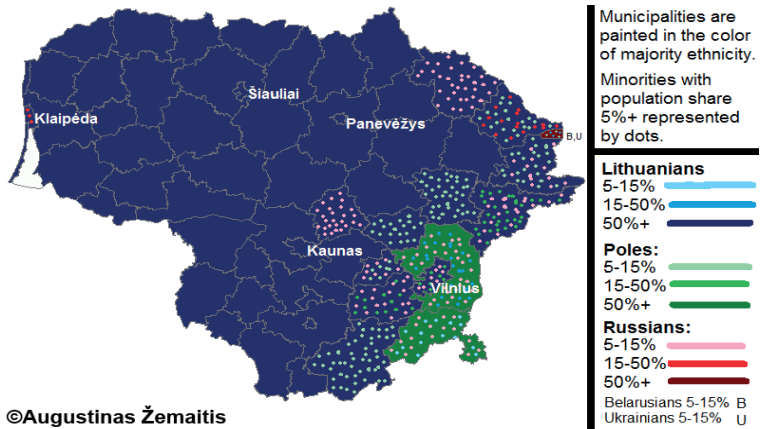 Municipalities are
painted in the color
of majority ethnicity.
Minorities with
population share
5%+ represented
by dots.
Šiauliai
Klaipėda
Panevėžys
B,U
Kaunas
Vilnius
Lithuanians
5-15%
15-50%
50%+
Poles:
5-15%
15-50%
50%+
Russians:
5-15%
15-50%
50%+
Belarusians 5-15% B
Ukrainians 5-15% U
©Augustinas Žemaitis